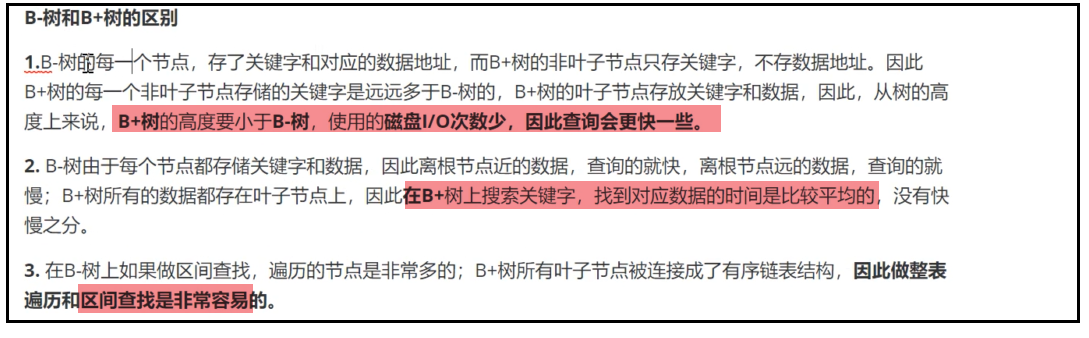 B-树和B+树的区别
1.B-树的每一个节点，存了关键字和对应的数据地址，而B+树的非叶子节点只存关键字，不存数据地址。因此
B+树的每一个非叶子节点存储的关键字是远远多于B-树的，B+树的叶子节点存放关键字和数据，因此，从树的高
度上来说，B+树的高度要小于B-树，使用的磁盘I/O次数少，因此查询会更快一些。
2. B-树由于每个节点都存储关键字和数据，因此离根节点近的数据，查询的就快，离根节点远的数据，查询的就
慢；B+树所有的数据都存在叶子节点上，因此在B+树上搜索关键字，找到对应数据的时间是比较平均的，没有快
慢之分。
3. 在B-树上如果做区间查找，遍历的节点是非常多的；B+树所有叶子节点被连接成了有序链表结构，因此做整表
遍历和区间查找是非常容易的。